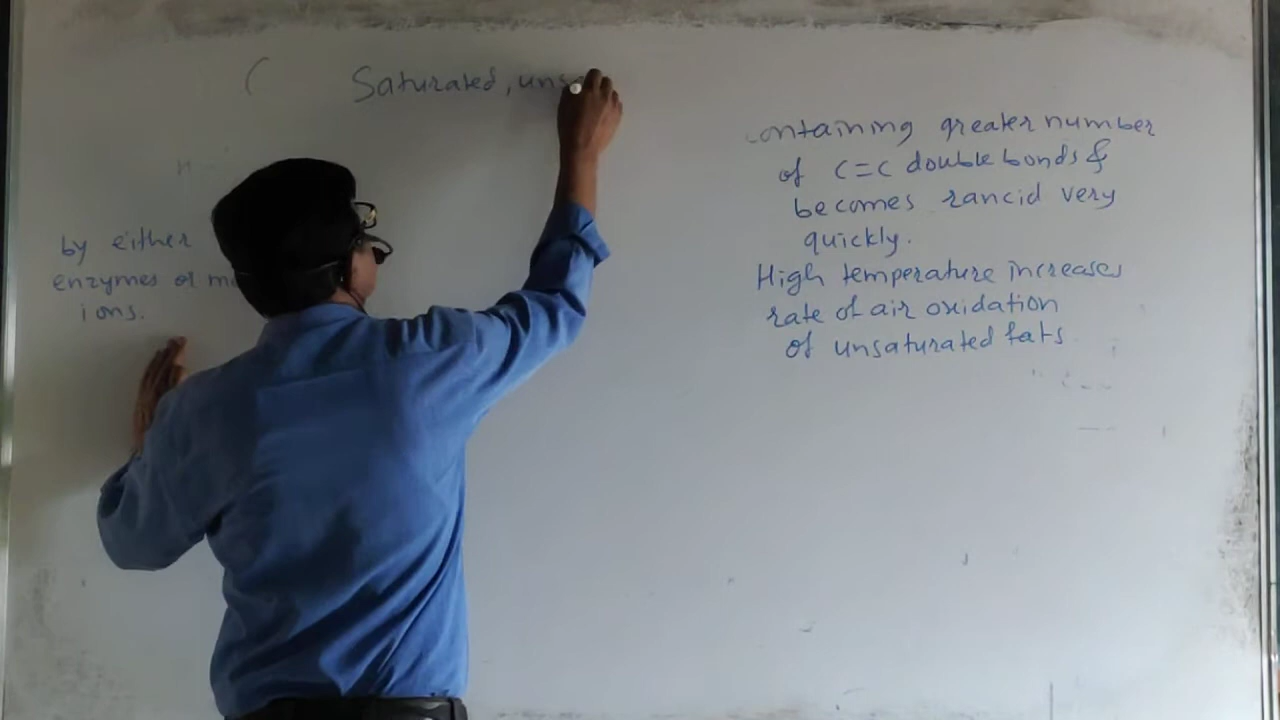 Saturated, uns
by either
enzymes or m
ions.
ontaining greater number
of C=C double bonds &
becomes rancid very
quickly.
High temperature increases
rate of air oxidation
of unsaturated fats